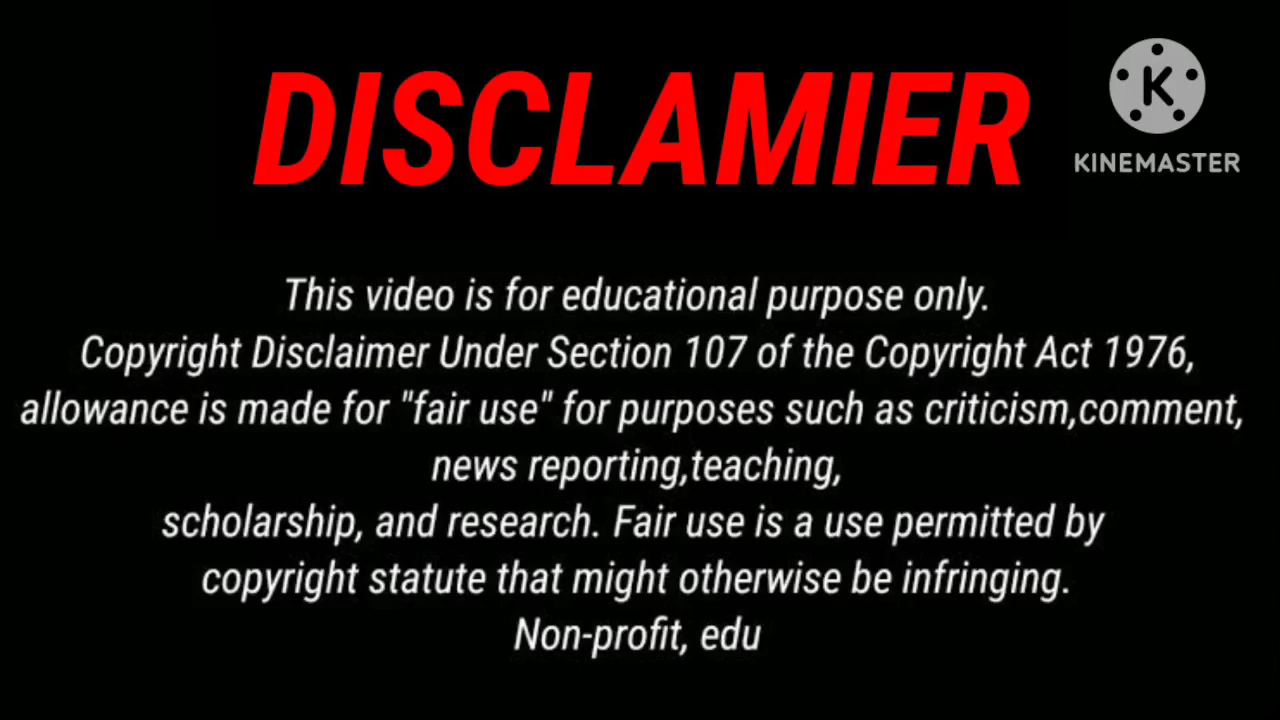 DISCLAMIER
K
KINEMASTER
This video is for educational purpose only.
Copyright Disclaimer Under Section 107 of the Copyright Act 1976,
allowance is made for "fair use" for purposes such as criticism,comment,
news reporting,teaching,
scholarship, and research. Fair use is a use permitted by
copyright statute that might otherwise be infringing.
Non-profit, edu